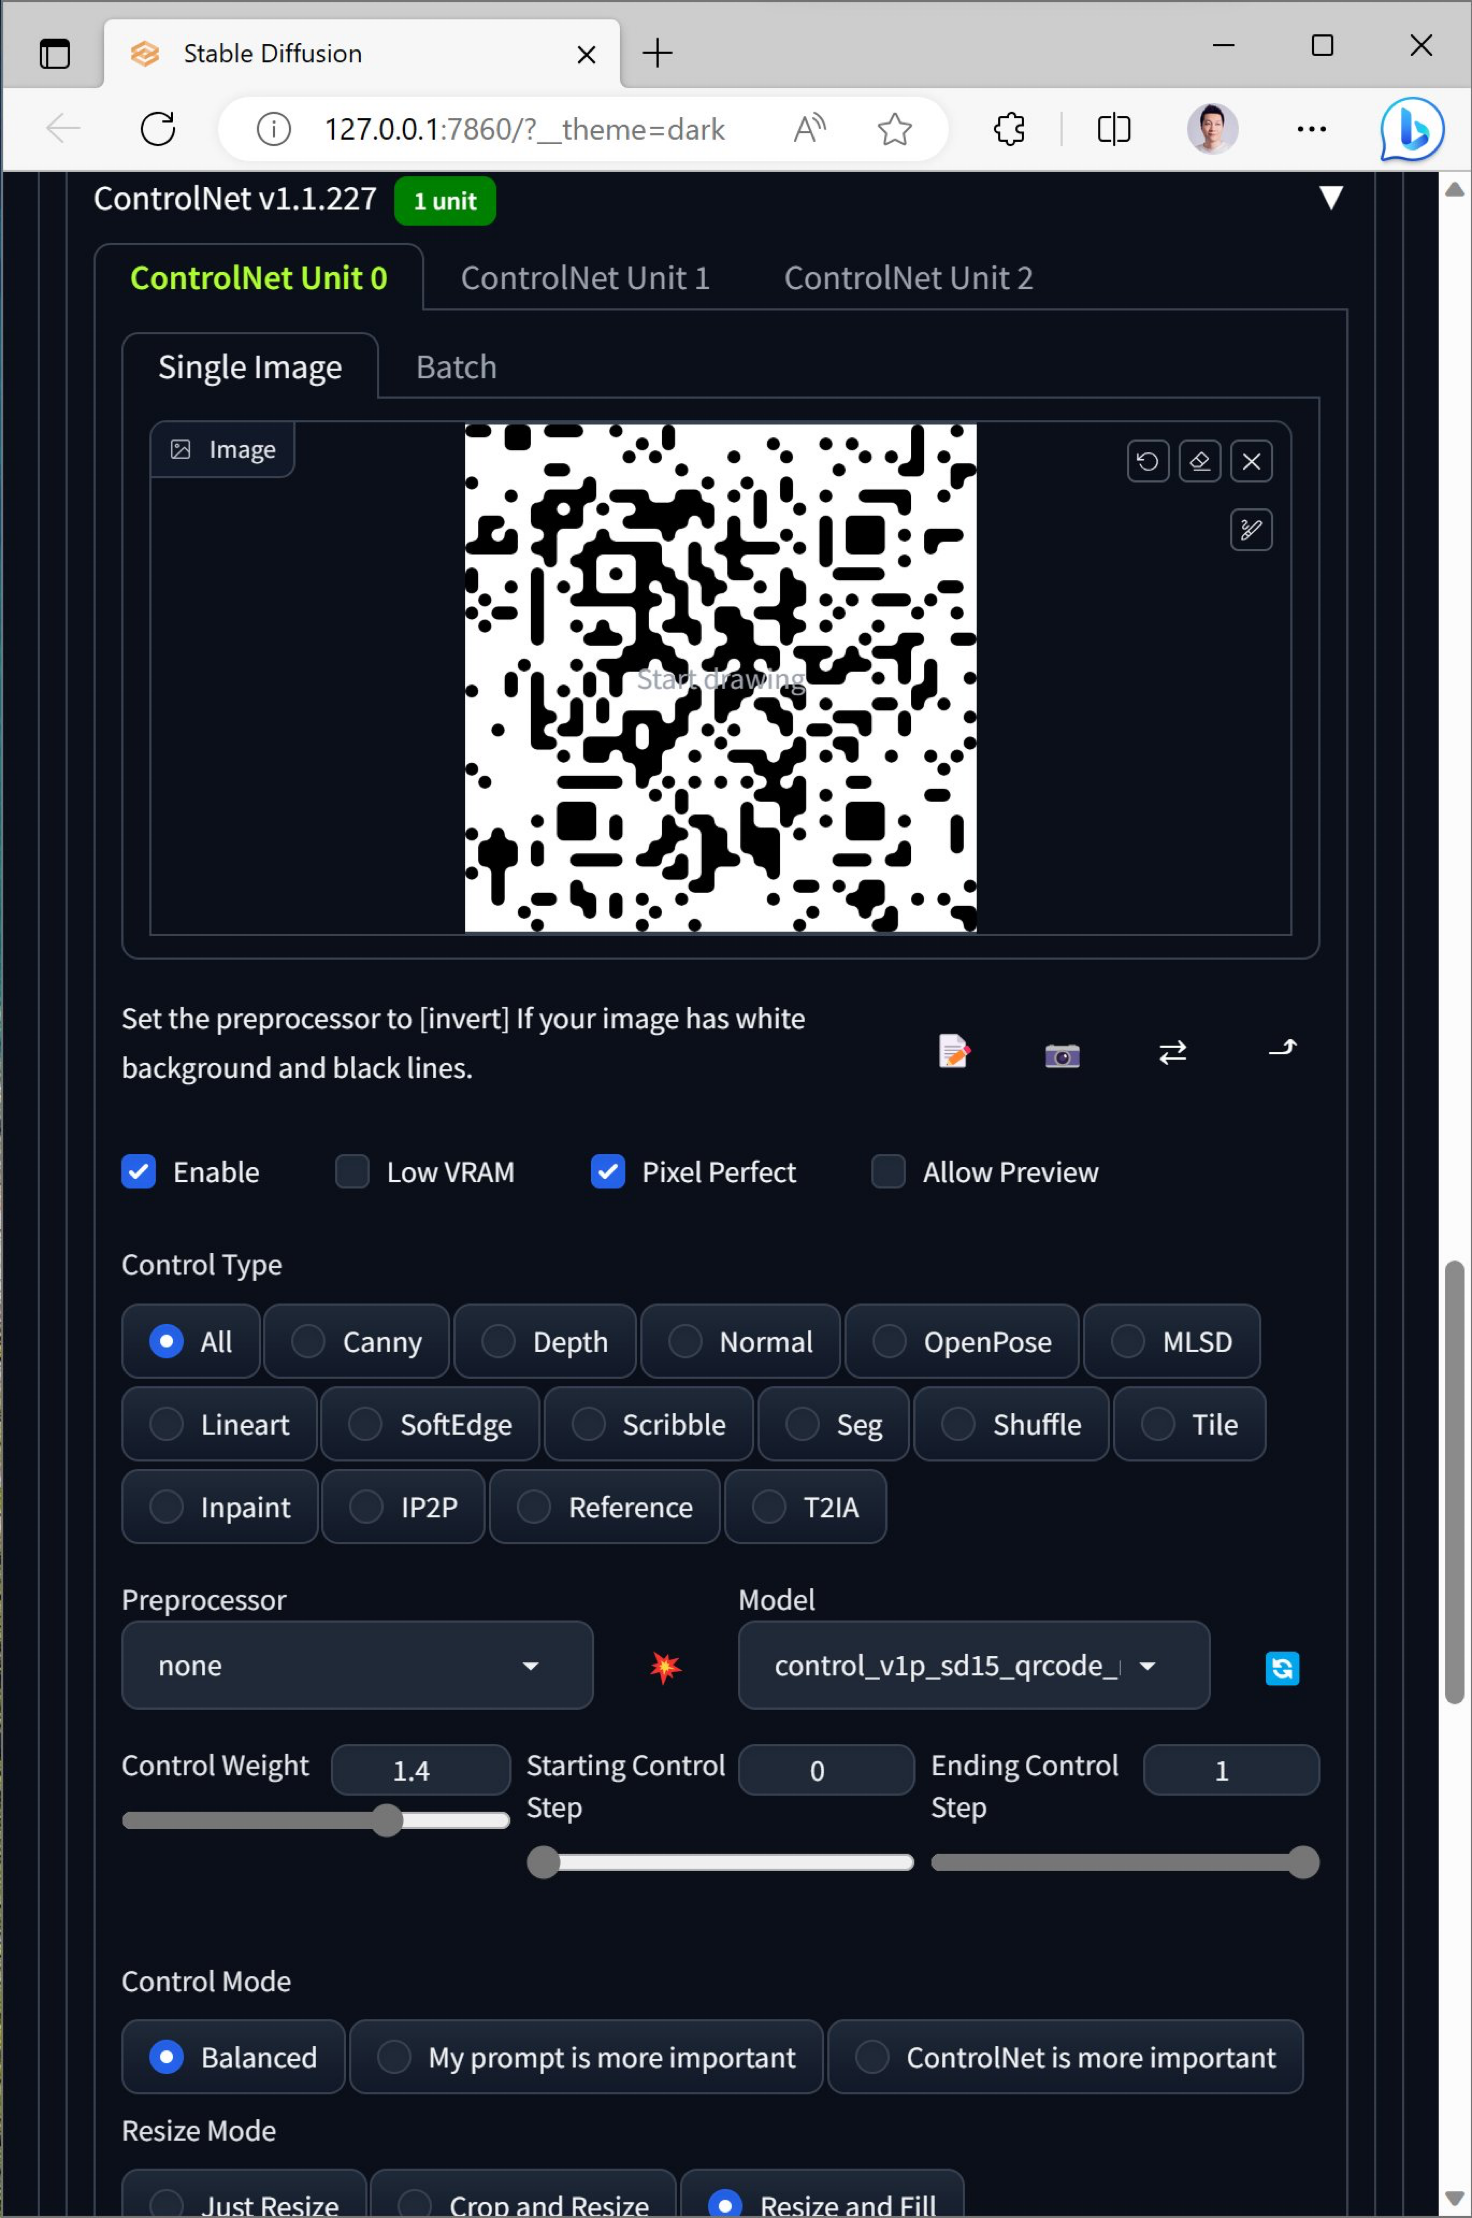 Stable Diffusion
127.0.0.1:7860/?__theme=dark
ControlNet v1.1.227 1 unit ▼
ControlNet Unit 0 ControlNet Unit 1 ControlNet Unit 2
Single Image Batch
Image
Start drawing
Set the preprocessor to [invert] If your image has white
background and black lines.
Enable Low VRAM Pixel Perfect Allow Preview
Control Type
All Canny Depth Normal OpenPose MLSD
Lineart SoftEdge Scribble Seg Shuffle Tile
Inpaint IP2P Reference T2IA
Preprocessor Model
none control_v1p_sd15_qrcode_
Control Weight 1.4 Starting Control 0 Ending Control 1
Step Step
Control Mode
Balanced My prompt is more important ControlNet is more important
Resize Mode
Just Resize Crop and Resize Resize and Fill